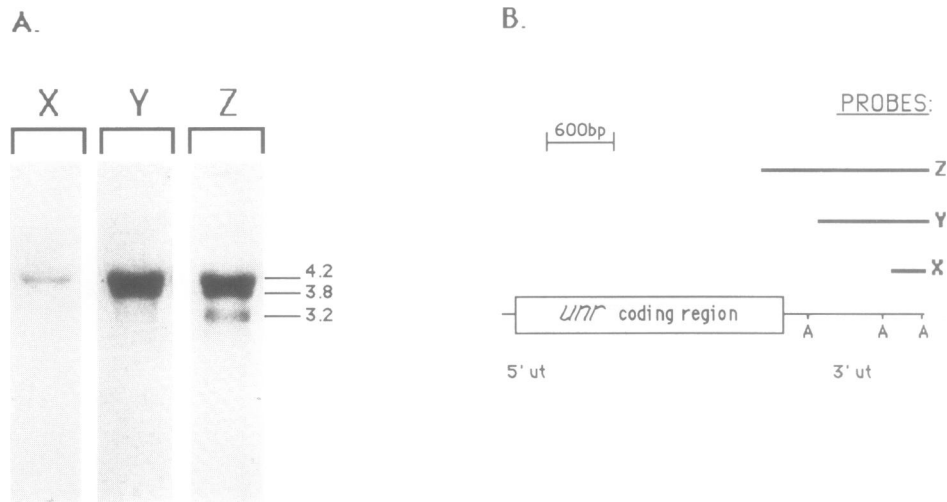 A.
X Y Z
4.2
3.8
3.2
B.
PROBES:
600bp
Z
Y
X
unr coding region
A A A
5' ut 3' ut